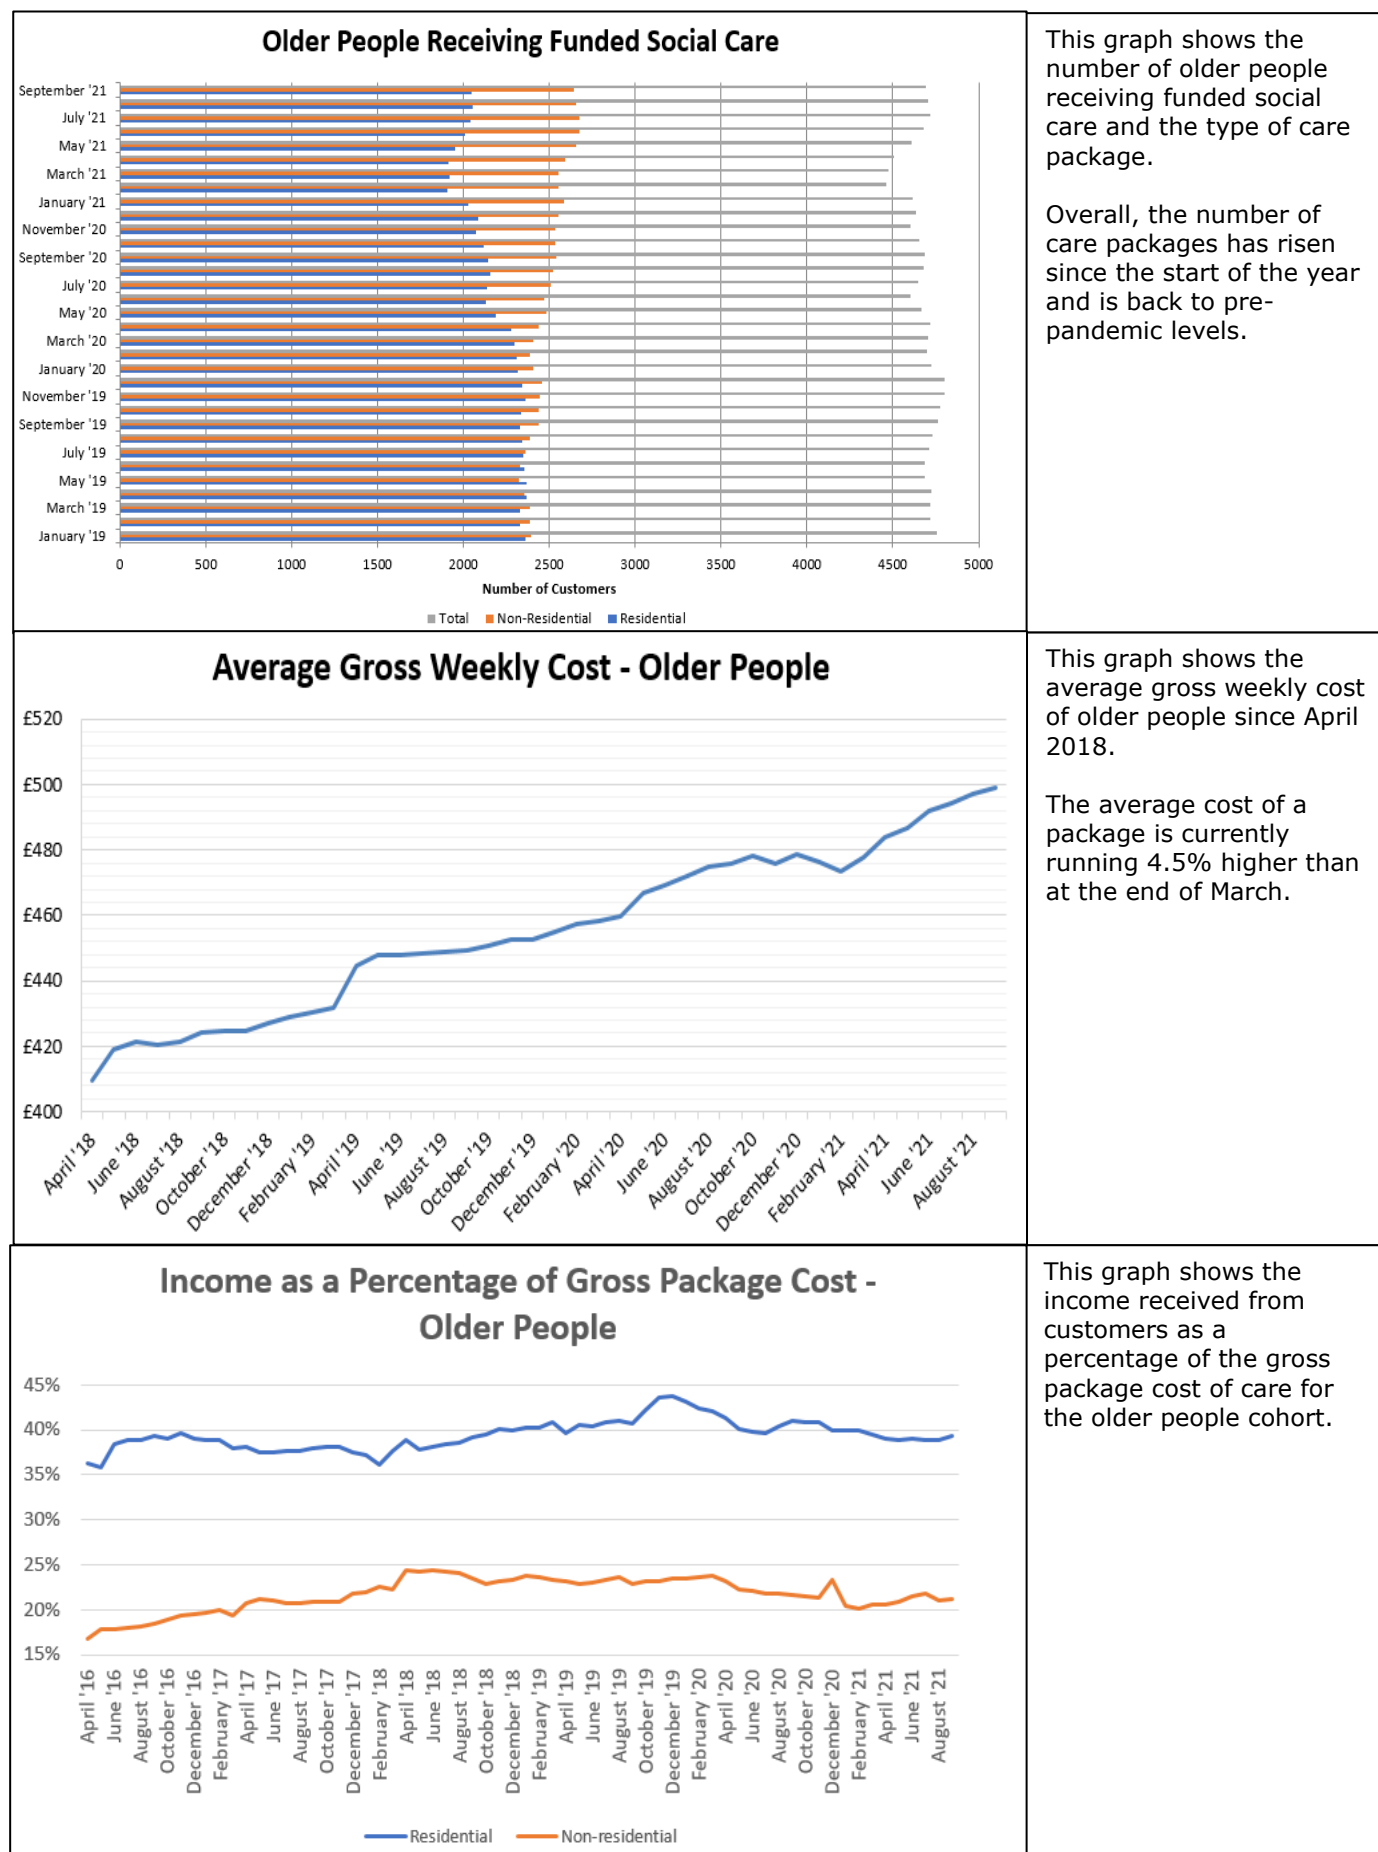 Older People Receiving Funded Social Care
September '21
July '21
May '21
March '21
January '21
November '20
September '20
July '20
May '20
March '20
January '20
November '19
September '19
July '19
May '19
March '19
January '19
0 500 1000 1500 2000 2500 3000 3500 4000 4500 5000
Number of Customers
Total Non-Residential Residential
This graph shows the
number of older people
receiving funded social
care and the type of care
package.
Overall, the number of
care packages has risen
since the start of the year
and is back to pre-
pandemic levels.
Average Gross Weekly Cost - Older People
£520
£500
£480
£460
£440
£420
£400
April '18 June '18 August '18 October '18 December '18 February '19 April '19 June '19 August '19 October '19 December '19 February '20 April '20 June '20 August '20 October '20 December '20 February '21 April '21 June '21 August '21
This graph shows the
average gross weekly cost
of older people since April
2018.
The average cost of a
package is currently
running 4.5% higher than
at the end of March.
Income as a Percentage of Gross Package Cost -
Older People
45%
40%
35%
30%
25%
20%
15%
April '16 June '16 August '16 October '16 December '16 February '17 April '17 June '17 August '17 October '17 December '17 February '18 April '18 June '18 August '18 October '18 December '18 February '19 April '19 June '19 August '19 October '19 December '19 February '20 April '20 June '20 August '20 October '20 December '20 February '21 April '21 June '21 August '21
Residential Non-residential
This graph shows the
income received from
customers as a
percentage of the gross
package cost of care for
the older people cohort.